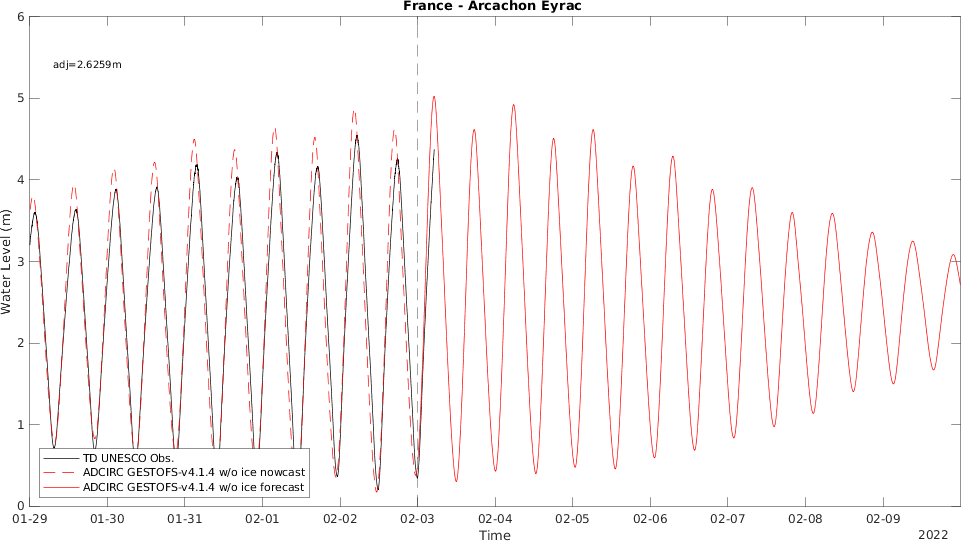 France - Arcachon Eyrac
adj=2.6259m
Water Level (m)
6
5
4
3
2
1
0
TD UNESCO Obs.
ADCIRC GESTOFS-v4.1.4 w/o ice nowcast
ADCIRC GESTOFS-v4.1.4 w/o ice forecast
01-29 01-30 01-31 02-01 02-02 02-03 02-04 02-05 02-06 02-07 02-08 02-09
Time
2022